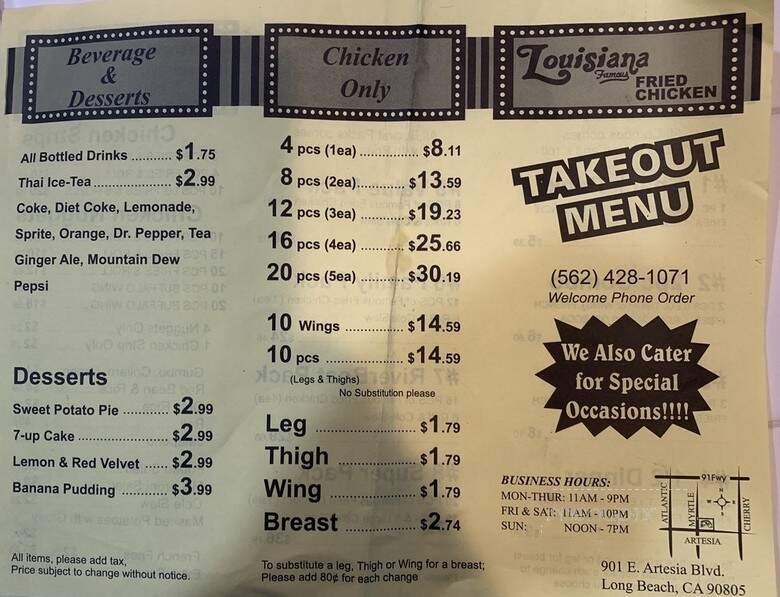 Beverage
&
Desserts
All Bottled Drinks ............ $1.75
Thai Ice-Tea ....................... $2.99
Coke, Diet Coke, Lemonade,
Sprite, Orange, Dr. Pepper, Tea
Ginger Ale, Mountain Dew
Pepsi
Desserts
Sweet Potato Pie ............ $2.99
7-up Cake ......................... $2.99
Lemon & Red Velvet ...... $2.99
Banana Pudding ............. $3.99
All items, please add tax,
Price subject to change without notice.
Chicken
Only
4 pcs (1ea) ............... $8.11
8 pcs (2ea)............. $13.59
12 pcs (3ea) ............ $19.23
16 pcs (4ea) ............ $25.66
20 pcs (5ea) ............ $30.19
10 Wings ................ $14.59
10 pcs ..................... $14.59
(Legs & Thighs)
No Substitution please
Leg ........................... $1.79
Thigh ....................... $1.79
Wing ........................ $1.79
Breast ..................... $2.74
To substitute a leg, Thigh or Wing for a breast;
Please add 80¢ for each change
Louisiana
Famous
FRIED
CHICKEN
TAKEOUT
MENU
(562) 428-1071
Welcome Phone Order
We Also Cater
for Special
Occasions!!!!
BUSINESS HOURS:
MON-THUR: 11AM - 9PM
FRI & SAT: 11AM - 10PM
SUN: NOON - 7PM
91Fwy
ATLANTIC
MYRTLE
CHERRY
ARTESIA
901 E. Artesia Blvd.
Long Beach, CA 90805